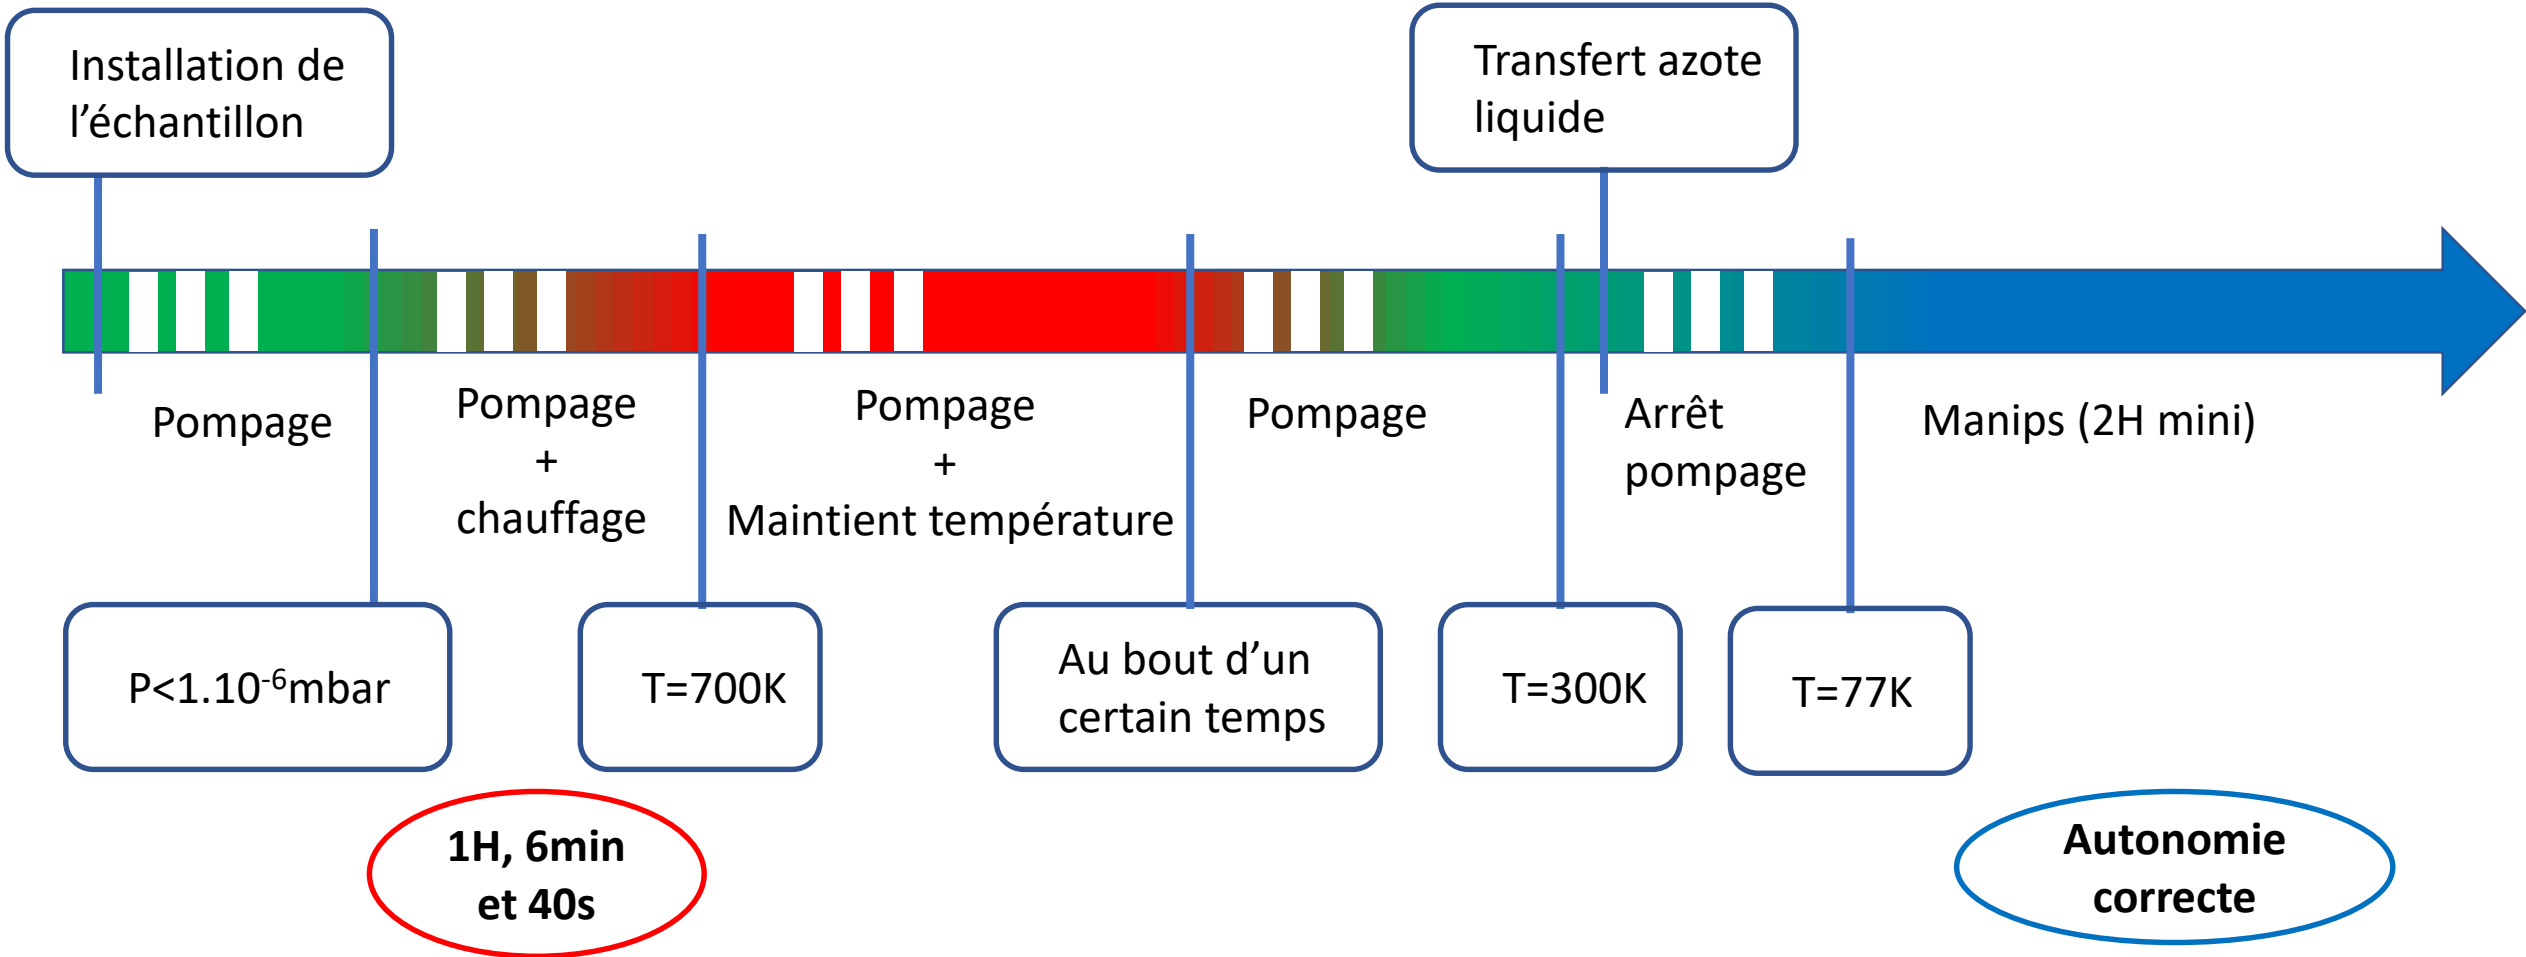 Installation de
l’échantillon
Transfert azote
liquide
Pompage
Pompage
+
chauffage
Pompage
+
Maintient température
Pompage
Arrêt
pompage
Manips (2H mini)
P<1.10⁻⁶mbar
T=700K
Au bout d’un
certain temps
T=300K
T=77K
1H, 6min
et 40s
Autonomie
correcte